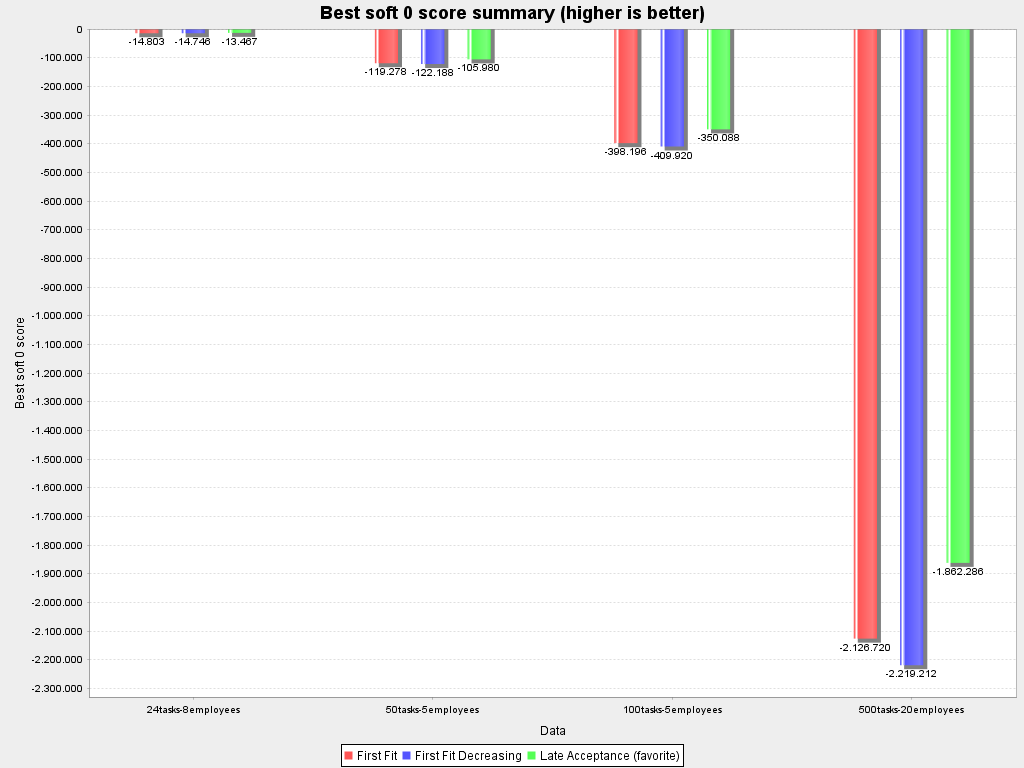 Best soft 0 score summary (higher is better)
0
-100.000
-200.000
-300.000
-400.000
-500.000
-600.000
-700.000
-800.000
-900.000
-1.000.000
-1.100.000
-1.200.000
-1.300.000
-1.400.000
-1.500.000
-1.600.000
-1.700.000
-1.800.000
-1.900.000
-2.000.000
-2.100.000
-2.200.000
-2.300.000
Best soft 0 score
-14.803 -14.746 -13.467
-119.278 -122.188 -105.980
-398.196 -409.920 -350.088
-2.126.720 -2.219.212 -1.862.286
24tasks-8employees 50tasks-5employees 100tasks-5employees 500tasks-20employees
Data
First Fit First Fit Decreasing Late Acceptance (favorite)